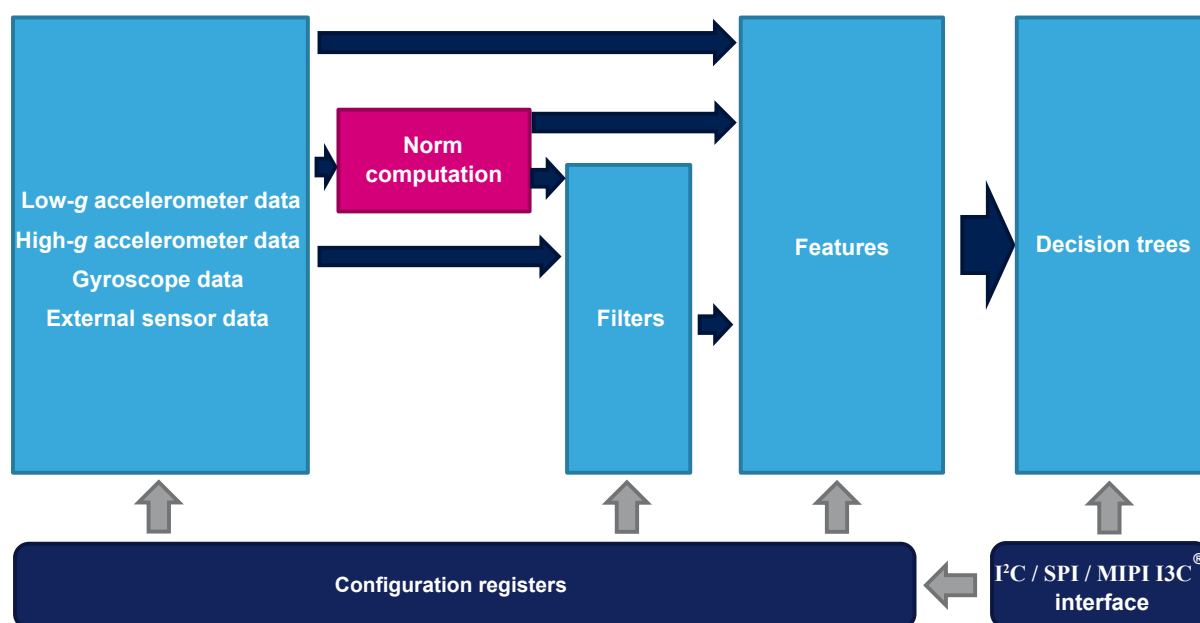 Low-g accelerometer data
High-g accelerometer data
Gyroscope data
External sensor data
Norm
computation
Filters
Features
Decision trees
Configuration registers
I²C / SPI / MIPI I3C®
interface